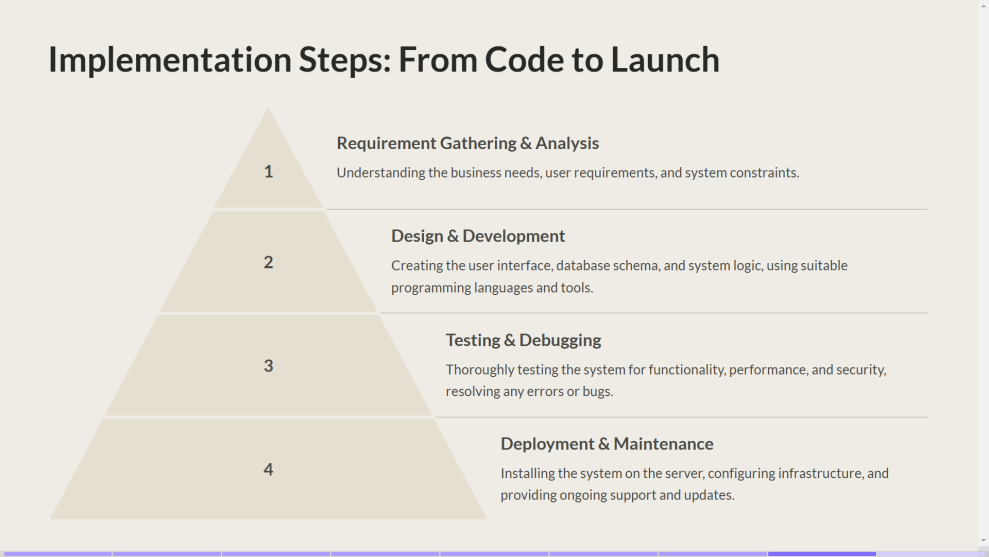 Implementation Steps: From Code to Launch
1
Requirement Gathering & Analysis
Understanding the business needs, user requirements, and system constraints.
2
Design & Development
Creating the user interface, database schema, and system logic, using suitable
programming languages and tools.
3
Testing & Debugging
Thoroughly testing the system for functionality, performance, and security,
resolving any errors or bugs.
4
Deployment & Maintenance
Installing the system on the server, configuring infrastructure, and
providing ongoing support and updates.